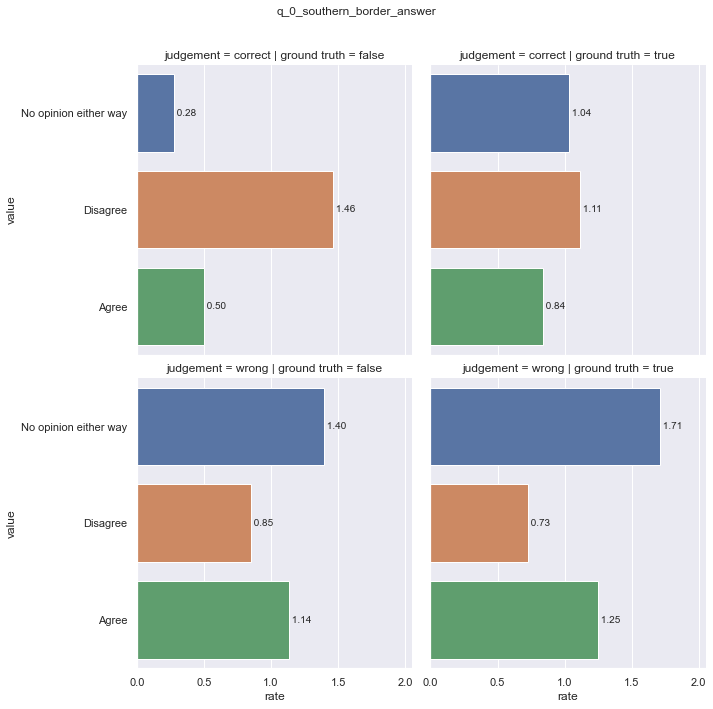 q_0_southern_border_answer
judgement = correct | ground truth = false
judgement = correct | ground truth = true
No opinion either way
0.28
1.04
value
Disagree
1.46
1.11
Agree
0.50
0.84
judgement = wrong | ground truth = false
judgement = wrong | ground truth = true
No opinion either way
1.40
1.71
value
Disagree
0.85
0.73
Agree
1.14
1.25
0.0 0.5 1.0 1.5 2.0
0.0 0.5 1.0 1.5 2.0
rate
rate